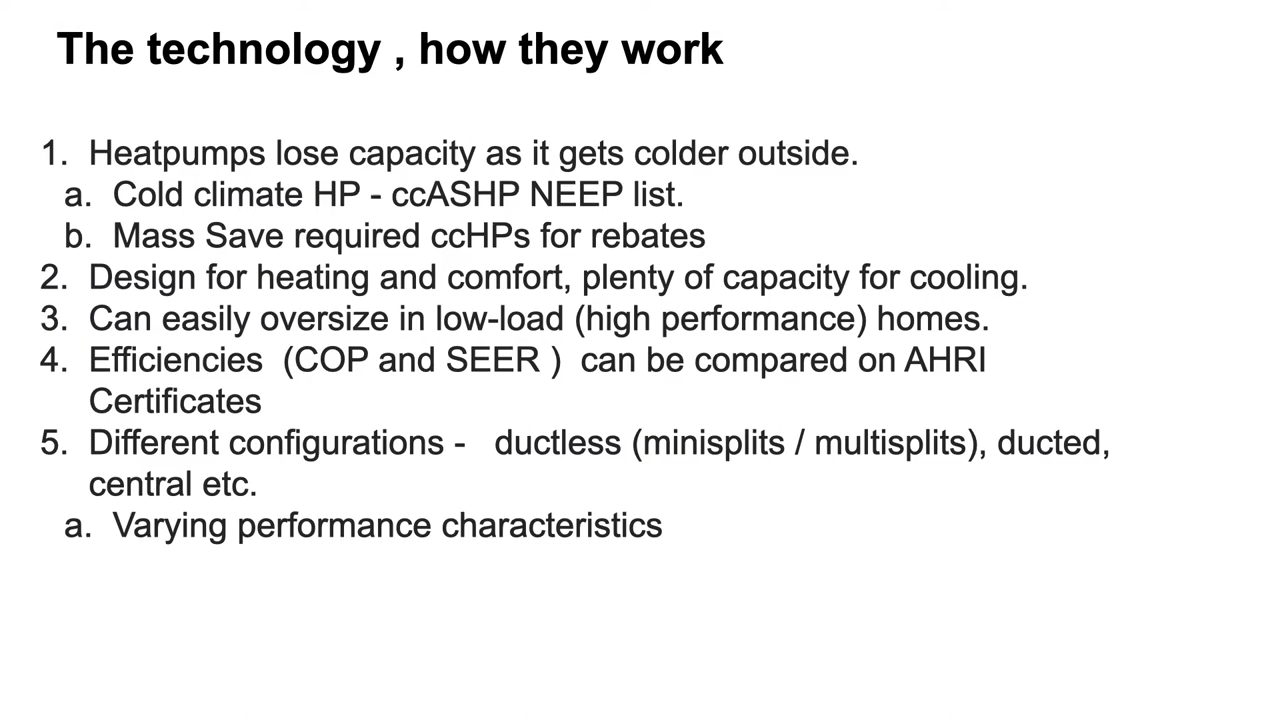 The technology , how they work
1. Heatpumps lose capacity as it gets colder outside.
a. Cold climate HP - ccASHP NEEP list.
b. Mass Save required ccHPs for rebates
2. Design for heating and comfort, plenty of capacity for cooling.
3. Can easily oversize in low-load (high performance) homes.
4. Efficiencies (COP and SEER ) can be compared on AHRI
Certificates
5. Different configurations - ductless (minisplits / multisplits), ducted,
central etc.
a. Varying performance characteristics